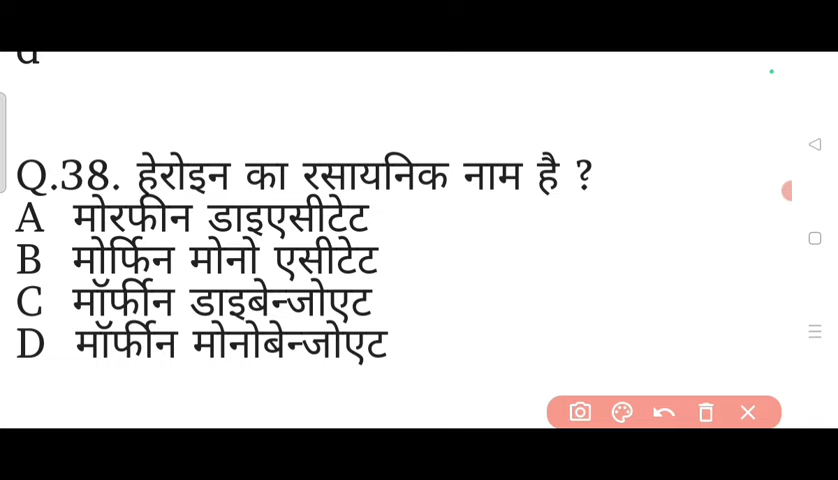 Q.38. हेरोइन का रसायनिक नाम है ?
A मोरफीन डाइएसीटेट
B मोर्फिन मोनो एसीटेट
C मॉर्फीन डाइबेन्जोएट
D मॉर्फीन मोनोबेन्जोएट